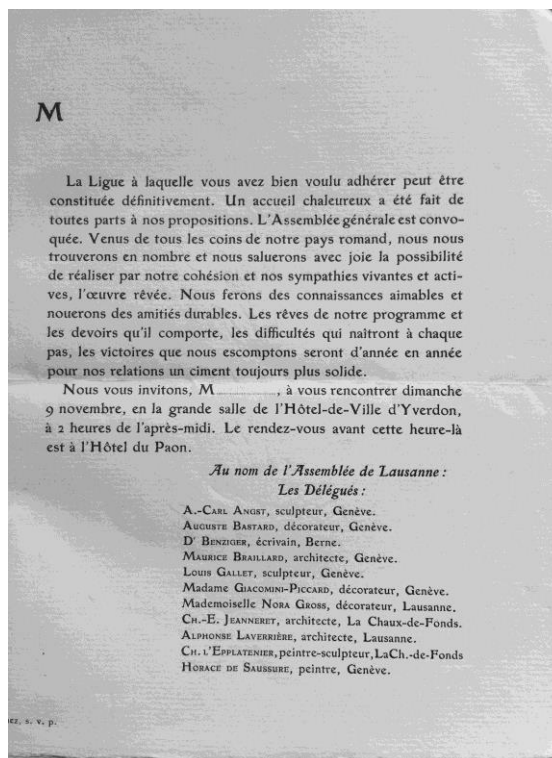 M
La Ligue à laquelle vous avez bien voulu adhérer peut être
constituée définitivement. Un accueil chaleureux a été fait de
toutes parts à nos propositions. L'Assemblée générale est convo-
quée. Venus de tous les coins de notre pays romand, nous nous
trouverons en nombre et nous saluerons avec joie la possibilité
de réaliser par notre cohésion et nos sympathies vivantes et acti-
ves, l'œuvre rêvée. Nous ferons des connaissances aimables et
nouerons des amitiés durables. Les rêves de notre programme et
les devoirs qu'il comporte, les difficultés qui naîtront à chaque
pas, les victoires que nous escomptons seront d'année en année
pour nos relations un ciment toujours plus solide.
Nous vous invitons, M............, à vous rencontrer dimanche
9 novembre, en la grande salle de l'Hôtel-de-Ville d'Yverdon,
à 2 heures de l'après-midi. Le rendez-vous avant cette heure-là
est à l'Hôtel du Paon.
Au nom de l'Assemblée de Lausanne :
Les Délégués :
A.-Carl Angst, sculpteur, Genève.
Auguste Bastard, décorateur, Genève.
Dr Benziger, écrivain, Berne.
Maurice Braillard, architecte, Genève.
Louis Gallet, sculpteur, Genève.
Madame Giacomini-Piccard, décorateur, Genève.
Mademoiselle Nora Gross, décorateur, Lausanne.
Ch.-E. Jeanneret, architecte, La Chaux-de-Fonds.
Alphonse Laverrière, architecte, Lausanne.
Ch. l'Epplatenier, peintre-sculpteur, La Ch.-de-Fonds
Horace de Saussure, peintre, Genève.
ez, s. v. p.